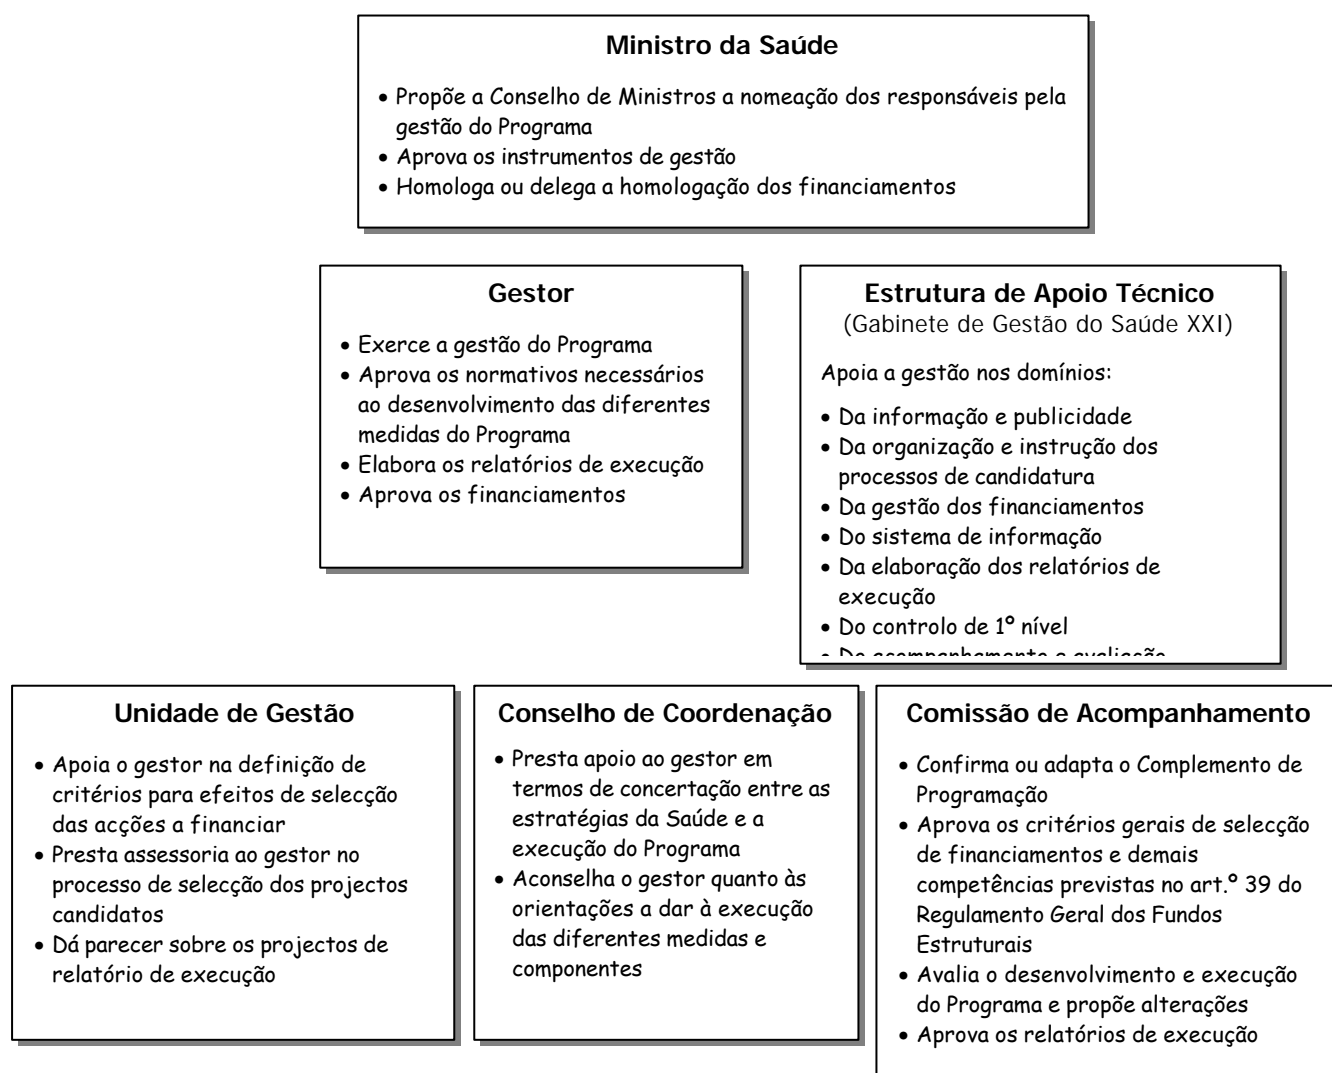 Ministro da Saúde
• Propõe a Conselho de Ministros a nomeação dos responsáveis pela
gestão do Programa
• Aprova os instrumentos de gestão
• Homologa ou delega a homologação dos financiamentos
Gestor
• Exerce a gestão do Programa
• Aprova os normativos necessários
ao desenvolvimento das diferentes
medidas do Programa
• Elabora os relatórios de execução
• Aprova os financiamentos
Estrutura de Apoio Técnico
(Gabinete de Gestão do Saúde XXI)
Apoia a gestão nos domínios:
• Da informação e publicidade
• Da organização e instrução dos
processos de candidatura
• Da gestão dos financiamentos
• Do sistema de informação
• Da elaboração dos relatórios de
execução
• Do controlo de 1º nível
• De acompanhamento e avaliação
Unidade de Gestão
• Apoia o gestor na definição de
critérios para efeitos de selecção
das acções a financiar
• Presta assessoria ao gestor no
processo de selecção dos projectos
candidatos
• Dá parecer sobre os projectos de
relatório de execução
Conselho de Coordenação
• Presta apoio ao gestor em
termos de concertação entre as
estratégias da Saúde e a
execução do Programa
• Aconselha o gestor quanto às
orientações a dar à execução
das diferentes medidas e
componentes
Comissão de Acompanhamento
• Confirma ou adapta o Complemento de
Programação
• Aprova os critérios gerais de selecção
de financiamentos e demais
competências previstas no art.º 39 do
Regulamento Geral dos Fundos
Estruturais
• Avalia o desenvolvimento e execução
do Programa e propõe alterações
• Aprova os relatórios de execução